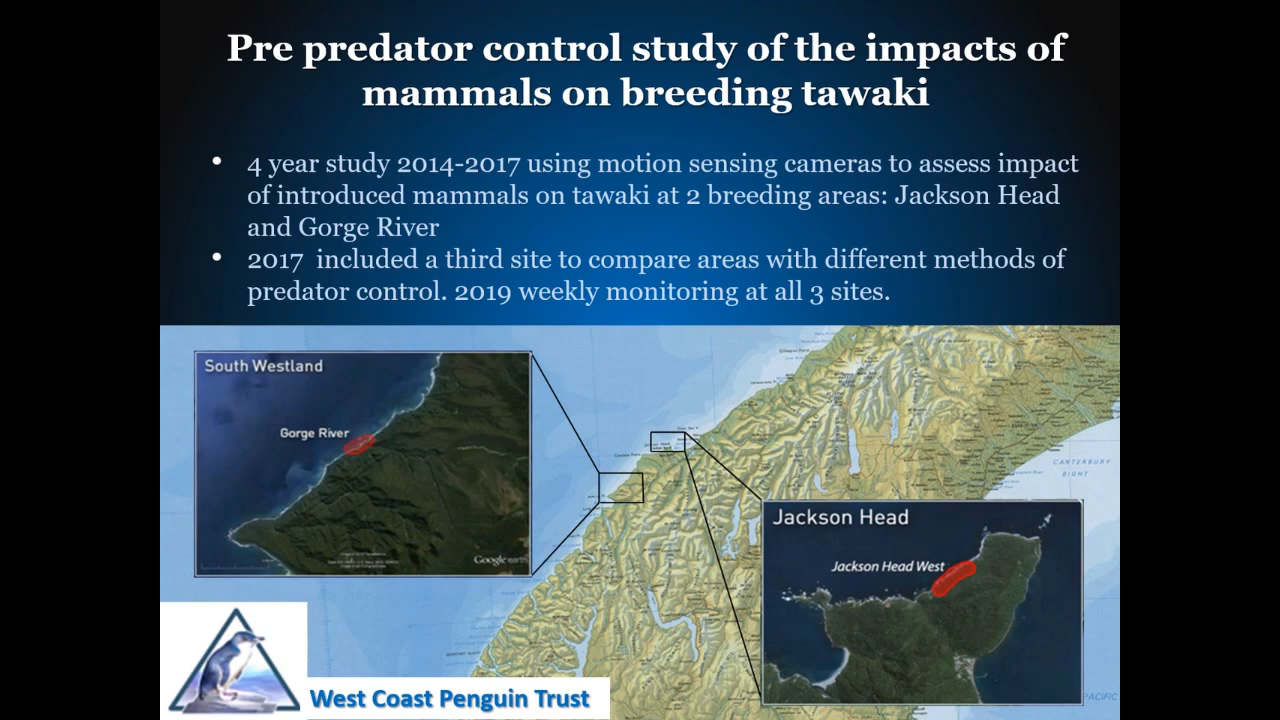 Pre predator control study of the impacts of
mammals on breeding tawaki
• 4 year study 2014-2017 using motion sensing cameras to assess impact
of introduced mammals on tawaki at 2 breeding areas: Jackson Head
and Gorge River
• 2017  included a third site to compare areas with different methods of
predator control. 2019 weekly monitoring at all 3 sites.
South Westland
Gorge River
Google earth
CANTERBURY
BIGHT
Jackson Head
Jackson Head West
West Coast Penguin Trust
PACIFIC